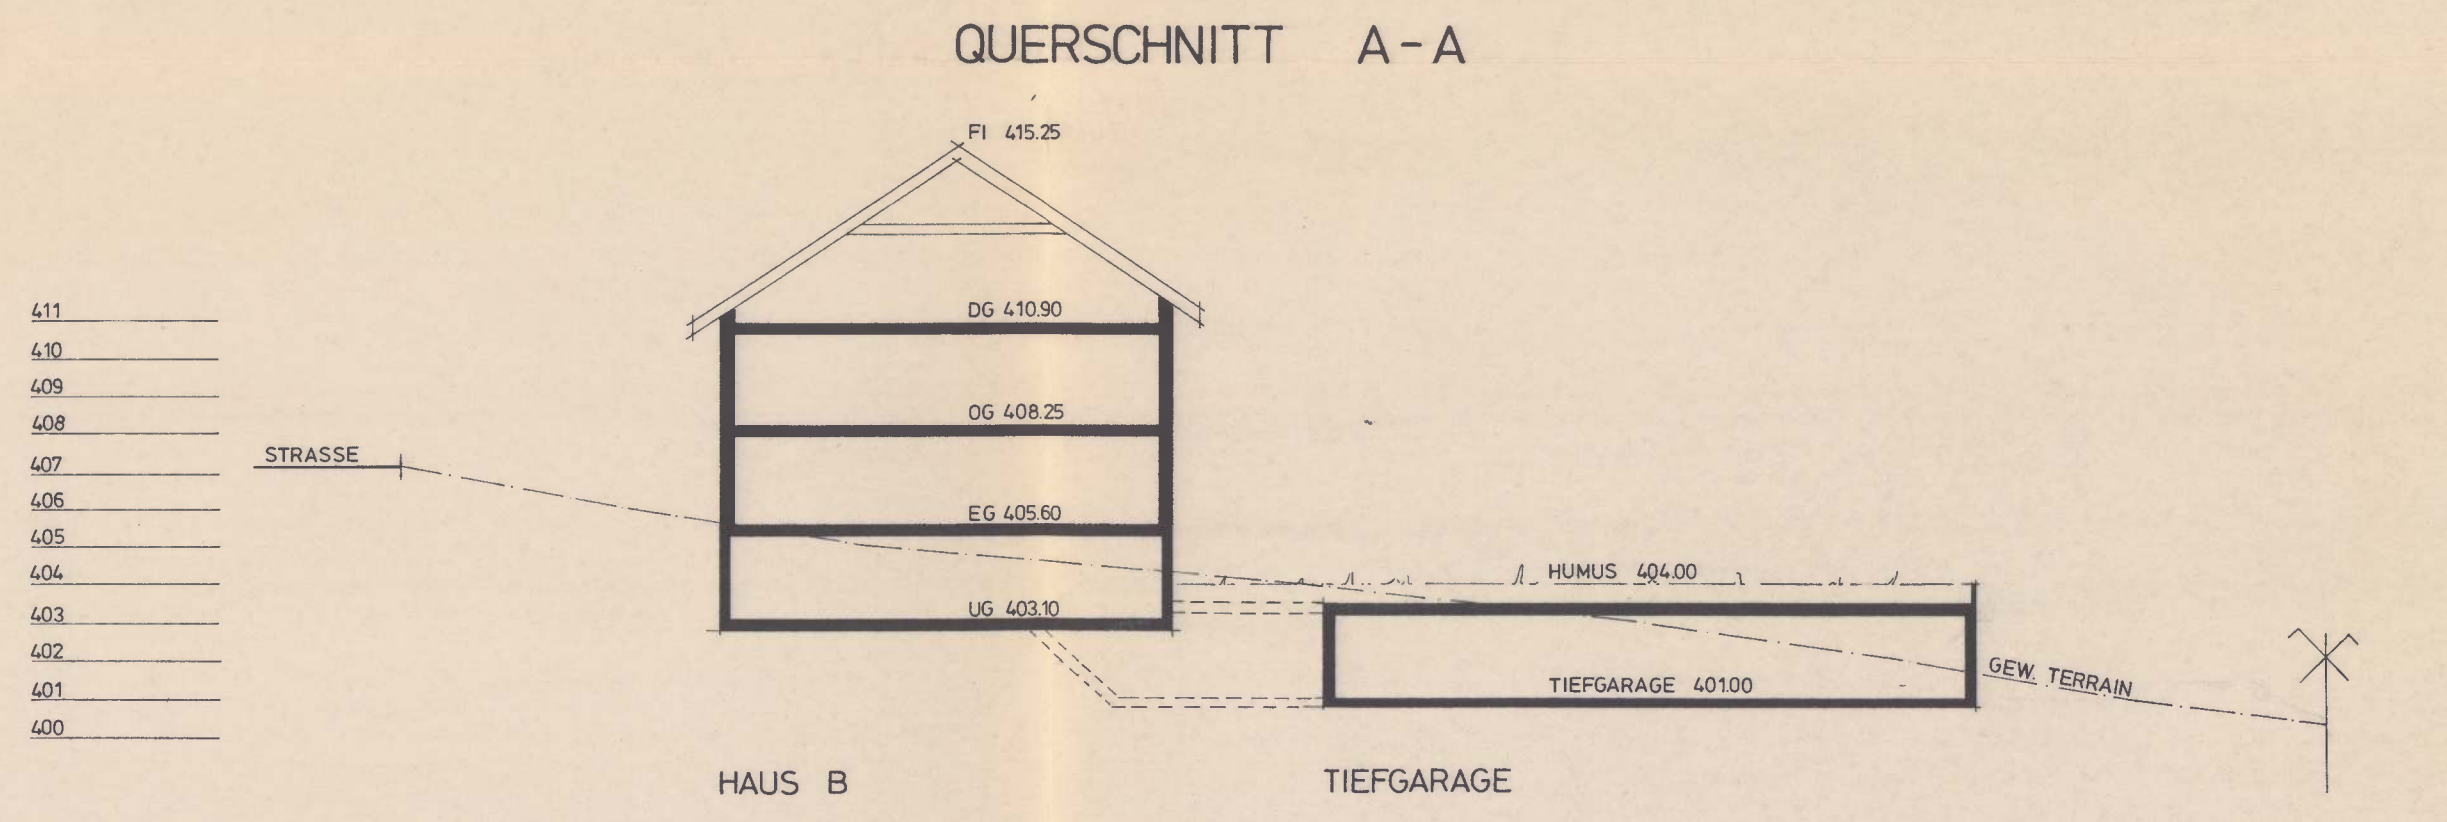 QUERSCHNITT A-A
FI 415.25
411
410
409
408
407
406
405
404
403
402
401
400
STRASSE
DG 410.90
OG 408.25
EG 405.60
UG 403.10
HUMUS 404.00
TIEFGARAGE 401.00
GEW. TERRAIN
HAUS B
TIEFGARAGE